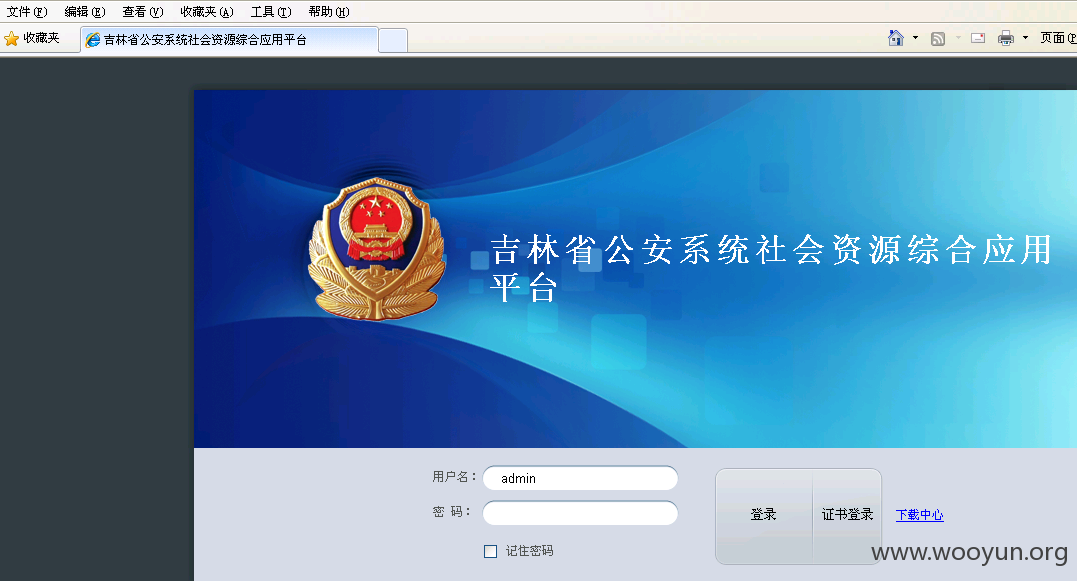 文件(F) 编辑(E) 查看(V) 收藏夹(A) 工具(T) 帮助(H)
收藏夹 吉林省公安系统社会资源综合应用平台 页面(P
吉林省公安系统社会资源综合应用
平台
用户名： admin
密 码：
登录 证书登录 下载中心
记住密码
www.wooyun.org